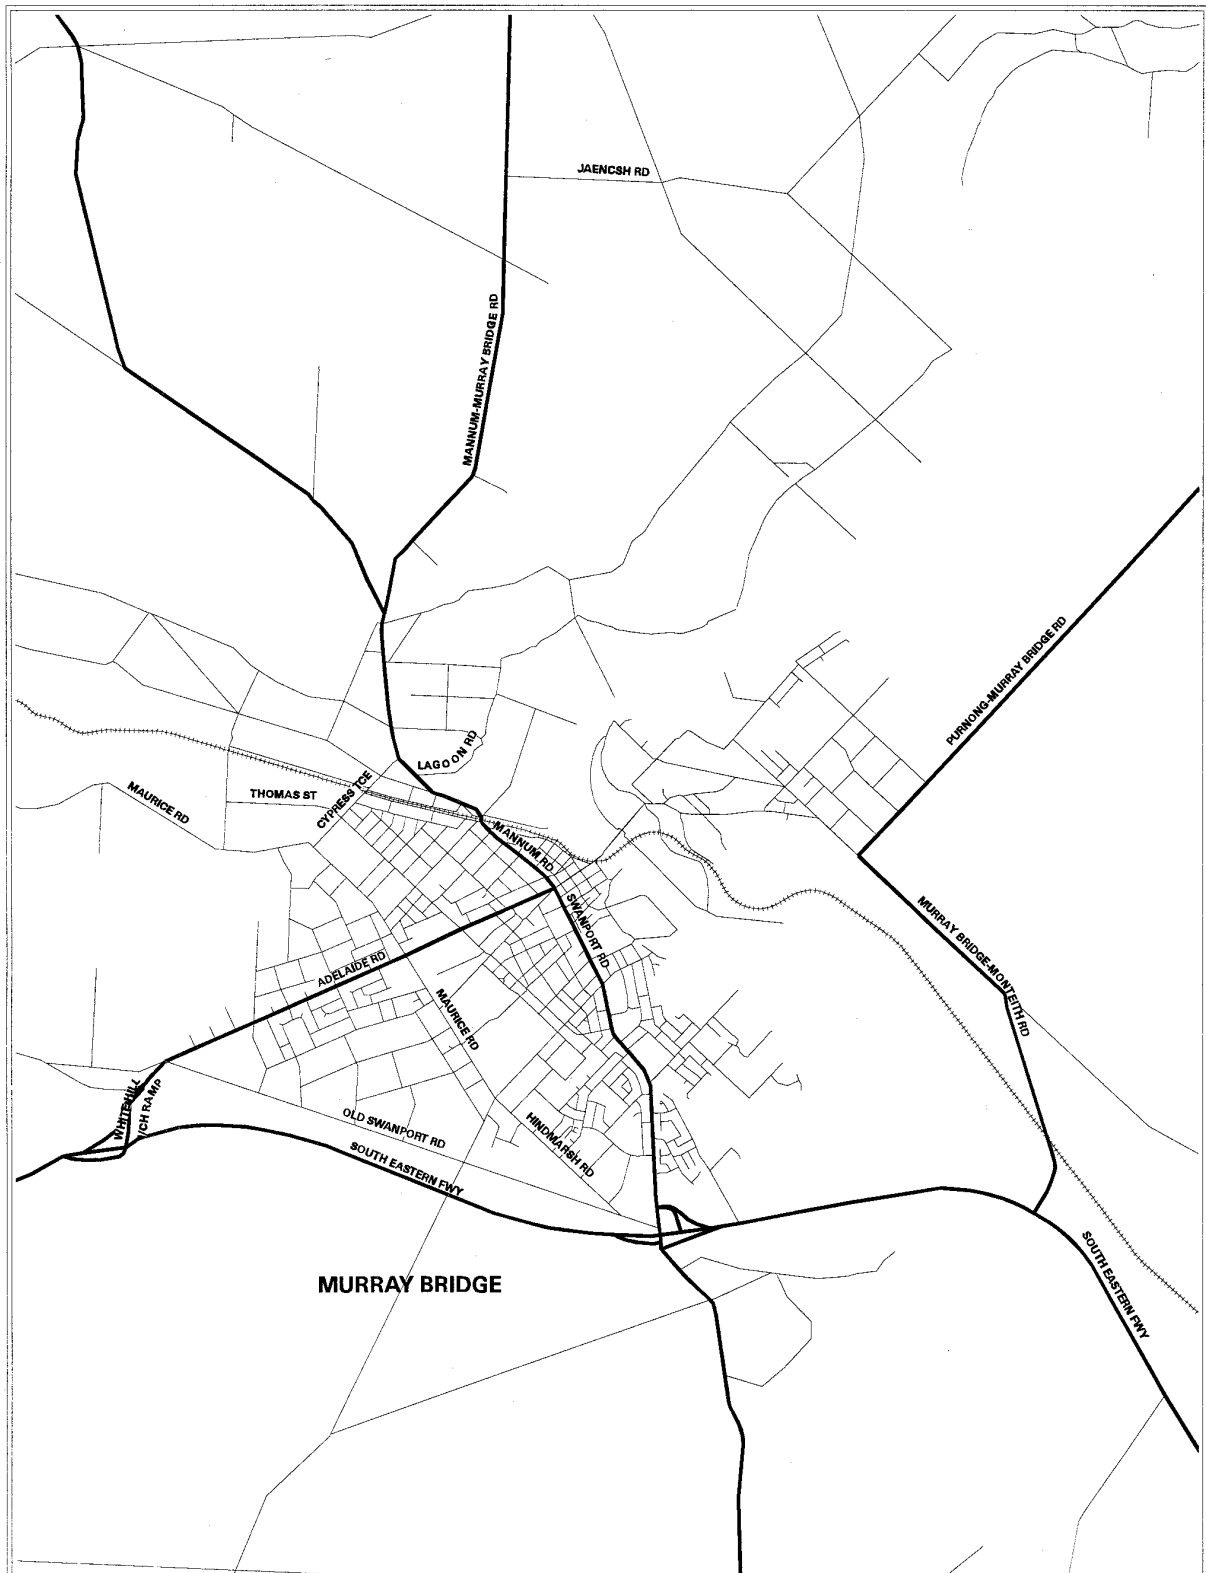 JAENCSH RD
MANNUM-MURRAY BRIDGE RD
PURNONG-MURRAY BRIDGE RD
LAGOON RD
CYPRESS TCE
THOMAS ST
MAURICE RD
MANNUM RD
SWANPORT RD
MURRAY BRIDGE-MONTEITH RD
ADELAIDE RD
MAURICE RD
WHITEHILL
ICH RAMP
OLD SWANPORT RD
HINDMARSH RD
SOUTH EASTERN FWY
SOUTH EASTERN FWY
MURRAY BRIDGE